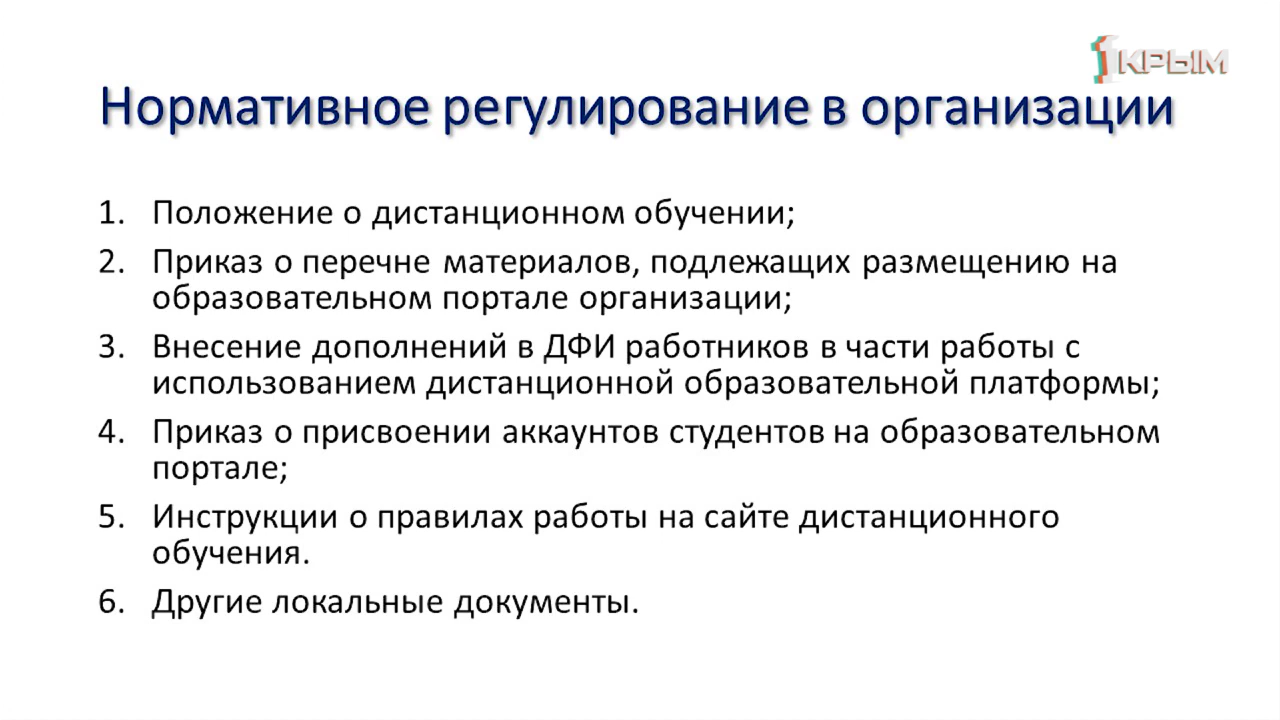 1КРЫМ
Нормативное регулирование в организации
1. Положение о дистанционном обучении;
2. Приказ о перечне материалов, подлежащих размещению на
образовательном портале организации;
3. Внесение дополнений в ДФИ работников в части работы с
использованием дистанционной образовательной платформы;
4. Приказ о присвоении аккаунтов студентов на образовательном
портале;
5. Инструкции о правилах работы на сайте дистанционного
обучения.
6. Другие локальные документы.